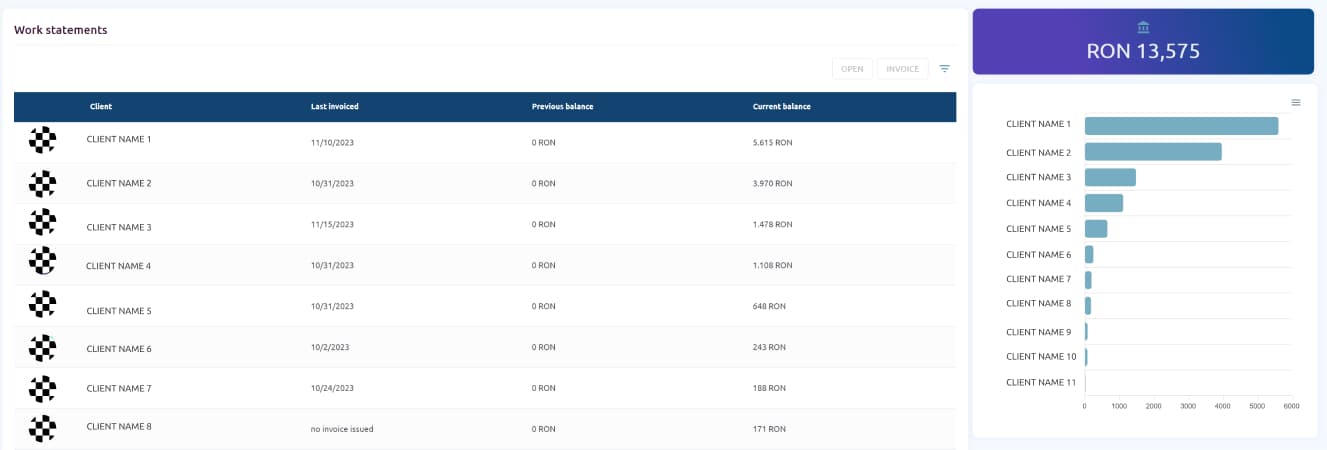 Work statements
OPEN INVOICE
Client Last invoiced Previous balance Current balance
CLIENT NAME 1 11/10/2023 0 RON 5.615 RON
CLIENT NAME 2 10/31/2023 0 RON 3.970 RON
CLIENT NAME 3 11/15/2023 0 RON 1.478 RON
CLIENT NAME 4 10/31/2023 0 RON 1.108 RON
CLIENT NAME 5 10/31/2023 0 RON 648 RON
CLIENT NAME 6 10/2/2023 0 RON 243 RON
CLIENT NAME 7 10/24/2023 0 RON 188 RON
CLIENT NAME 8 no invoice issued 0 RON 171 RON
RON 13,575
CLIENT NAME 1
CLIENT NAME 2
CLIENT NAME 3
CLIENT NAME 4
CLIENT NAME 5
CLIENT NAME 6
CLIENT NAME 7
CLIENT NAME 8
CLIENT NAME 9
CLIENT NAME 10
CLIENT NAME 11
0 1000 2000 3000 4000 5000 6000